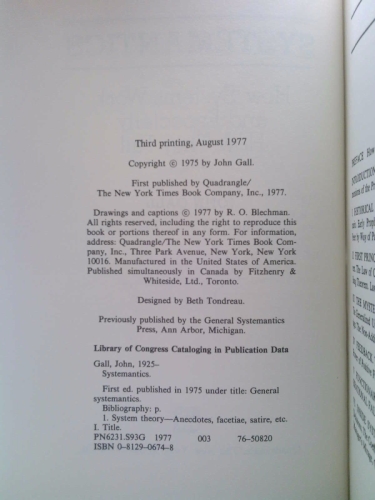 Third printing, August 1977
Copyright © 1975 by John Gall.
First published by Quadrangle/
The New York Times Book Company, Inc., 1977.
Drawings and captions © 1977 by R. O. Blechman.
All rights reserved, including the right to reproduce this
book or portions thereof in any form. For information,
address: Quadrangle/The New York Times Book Com-
pany, Inc., Three Park Avenue, New York, New York
10016. Manufactured in the United States of America.
Published simultaneously in Canada by Fitzhenry &
Whiteside, Ltd., Toronto.
Designed by Beth Tondreau.
Previously published by the General Systemantics
Press, Ann Arbor, Michigan.
Library of Congress Cataloging in Publication Data
Gall, John, 1925–
Systemantics.
First ed. published in 1975 under title: General
systemantics.
Bibliography: p.
1. System theory—Anecdotes, facetiae, satire, etc.
I. Title.
PN6231.S93G 1977 003 76-50820
ISBN 0-8129-0674-8
PREFACE How
INTRODUCTION